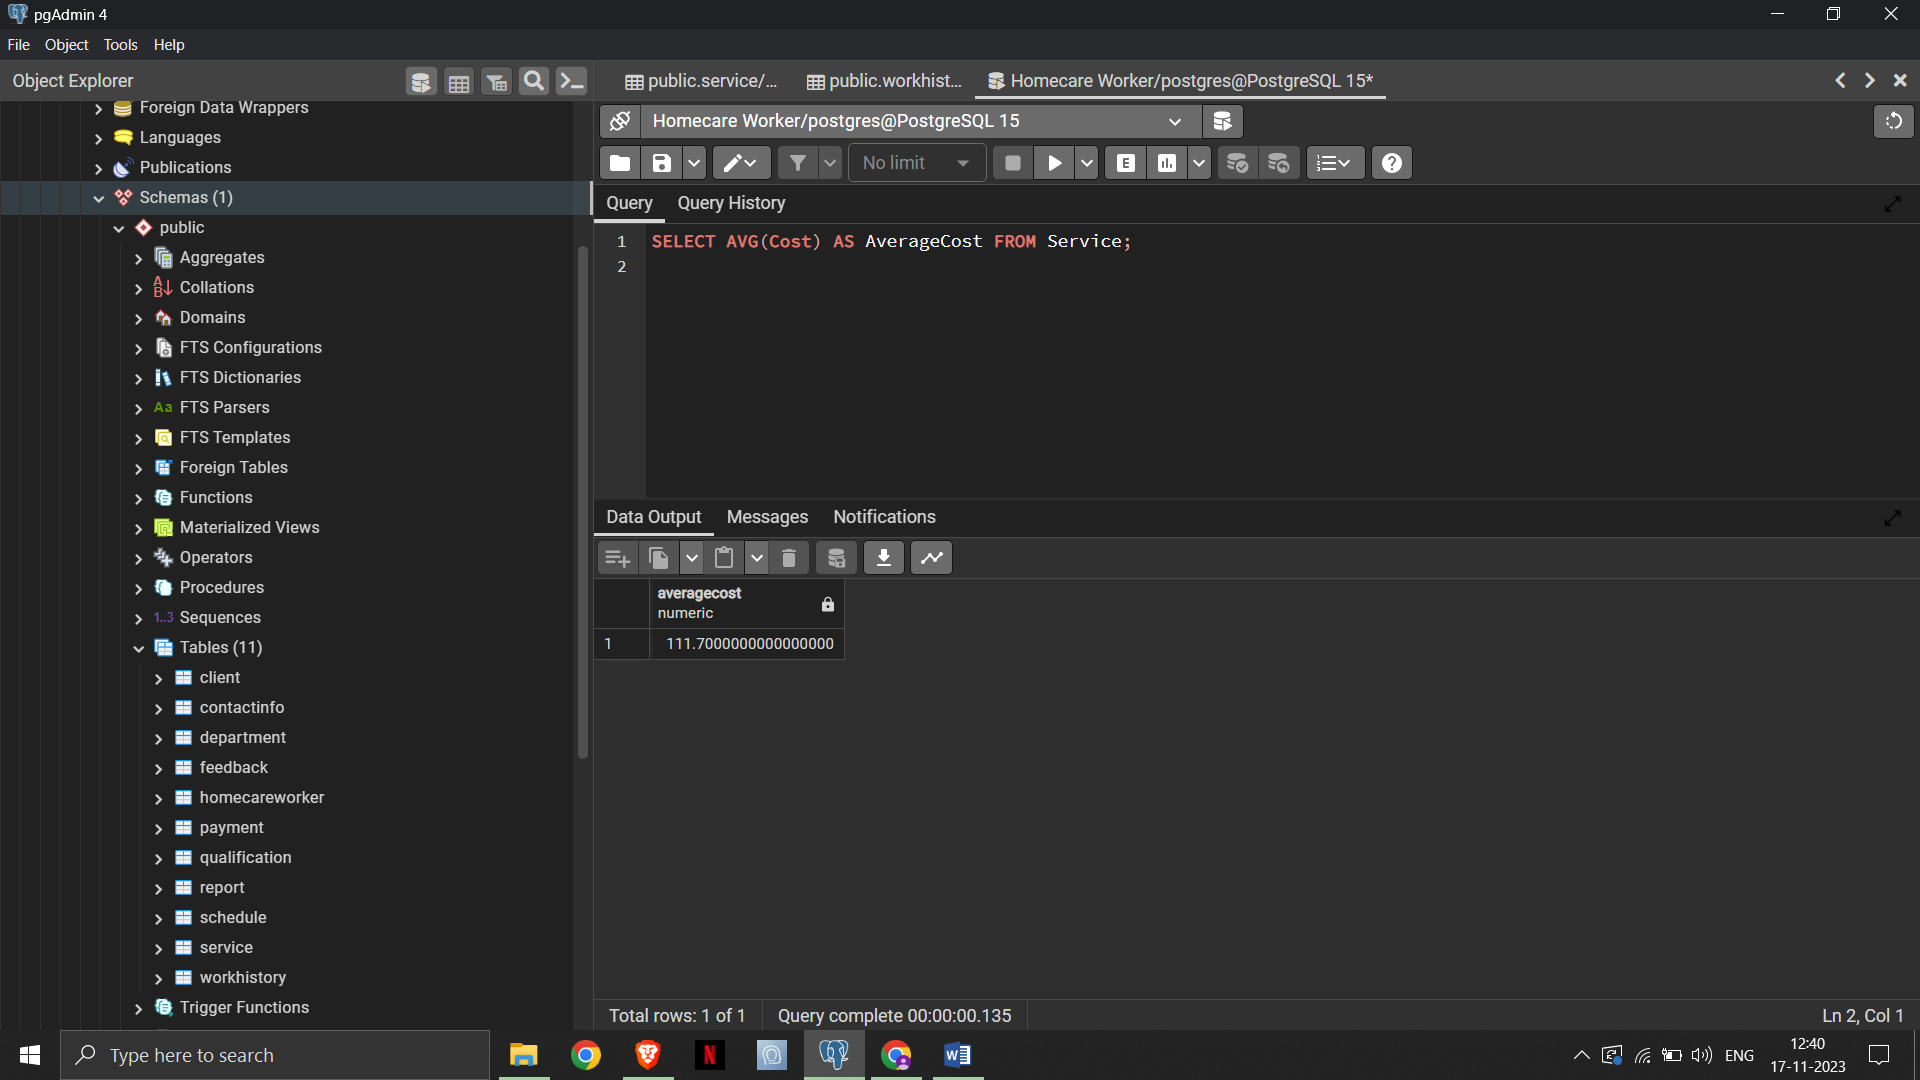 pgAdmin 4
File Object Tools Help
Object Explorer
public.service/...
public.workhist...
Homecare Worker/postgres@PostgreSQL 15*
Homecare Worker/postgres@PostgreSQL 15
No limit
E
Query
Query History
1 SELECT AVG(Cost) AS AverageCost FROM Service;
2
Foreign Data Wrappers
Languages
Publications
Schemas (1)
public
Aggregates
Collations
Domains
FTS Configurations
FTS Dictionaries
Aa FTS Parsers
FTS Templates
Foreign Tables
Functions
Materialized Views
Operators
Procedures
1..3 Sequences
Tables (11)
client
contactinfo
department
feedback
homecareworker
payment
qualification
report
schedule
service
workhistory
Trigger Functions
Data Output
Messages
Notifications
averagecost
numeric
1 111.7000000000000000
Total rows: 1 of 1
Query complete 00:00:00.135
Ln 2, Col 1
Type here to search
ENG
12:40
17-11-2023